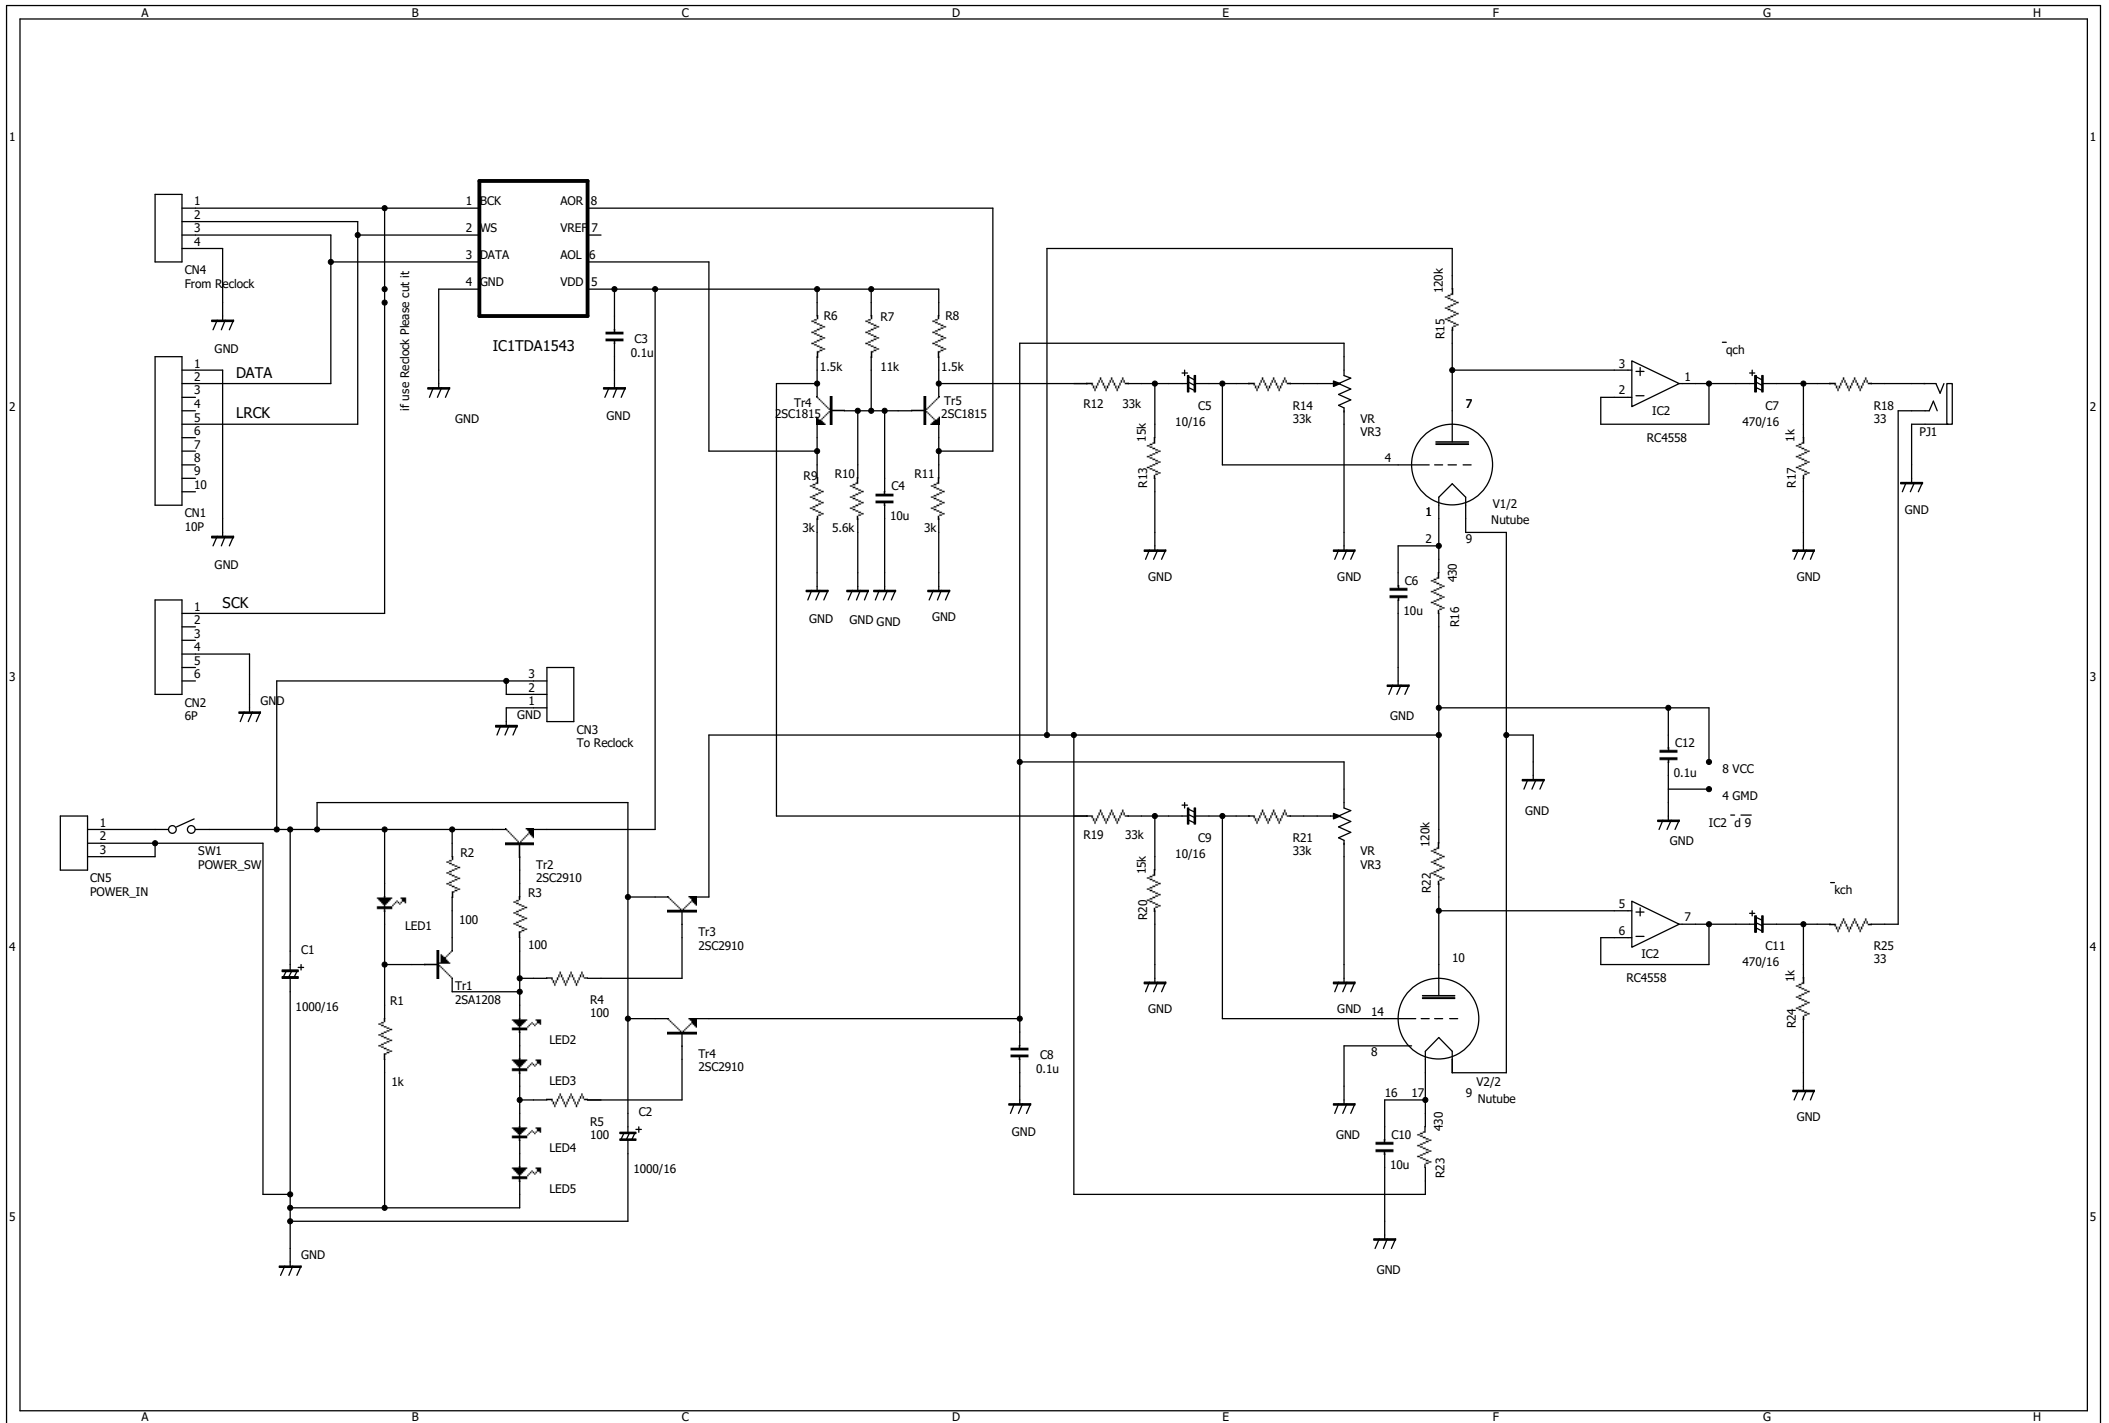 A B C D E F G H
1 1
2 2
3 3
4 4
5 5
1
2
3
4
CN4
From Reclock
GND
1 BCK
2 WS
3 DATA
4 GND
AOR 8
VREF 7
AOL 6
VDD 5
IC1TDA1543
GND
if use Reclock Please cut it
C3
0.1u
GND
1
2
3
4
5
6
7
8
9
10
DATA
LRCK
CN1
10P
GND
1
2
3
4
5
6
SCK
CN2
6P
GND
3
2
1
GND
CN3
To Reclock
R6
1.5k
R7
11k
R8
1.5k
Tr4
2SC1815
Tr5
2SC1815
R9
3k
R10
5.6k
C4
10u
R11
3k
GND
GND
GND
GND
R12
33k
15k
R13
GND
C5
10/16
R14
33k
VR
VR3
GND
120k
R15
7
4
1
2
9
V1/2
Nutube
C6
10u
430
R16
GND
3
2
1
IC2
RC4558
¯qch
C7
470/16
1k
R17
GND
R18
33
PJ1
GND
C12
0.1u
8 VCC
4 GMD
GND
IC2 ¯d 9
GND
1
2
3
CN5
POWER_IN
SW1
POWER_SW
C1
1000/16
LED1
R1
1k
R2
100
Tr1
2SA1208
Tr2
2SC2910
R3
100
R4
100
LED2
LED3
R5
100
LED4
LED5
Tr3
2SC2910
Tr4
2SC2910
C2
1000/16
GND
C8
0.1u
GND
R19
33k
15k
R20
GND
C9
10/16
R21
33k
VR
VR3
GND
120k
R22
10
14
8
GND
16
17
9
V2/2
Nutube
C10
10u
430
R23
GND
5
6
7
IC2
RC4558
¯kch
C11
470/16
1k
R24
GND
R25
33
A B C D E F G H